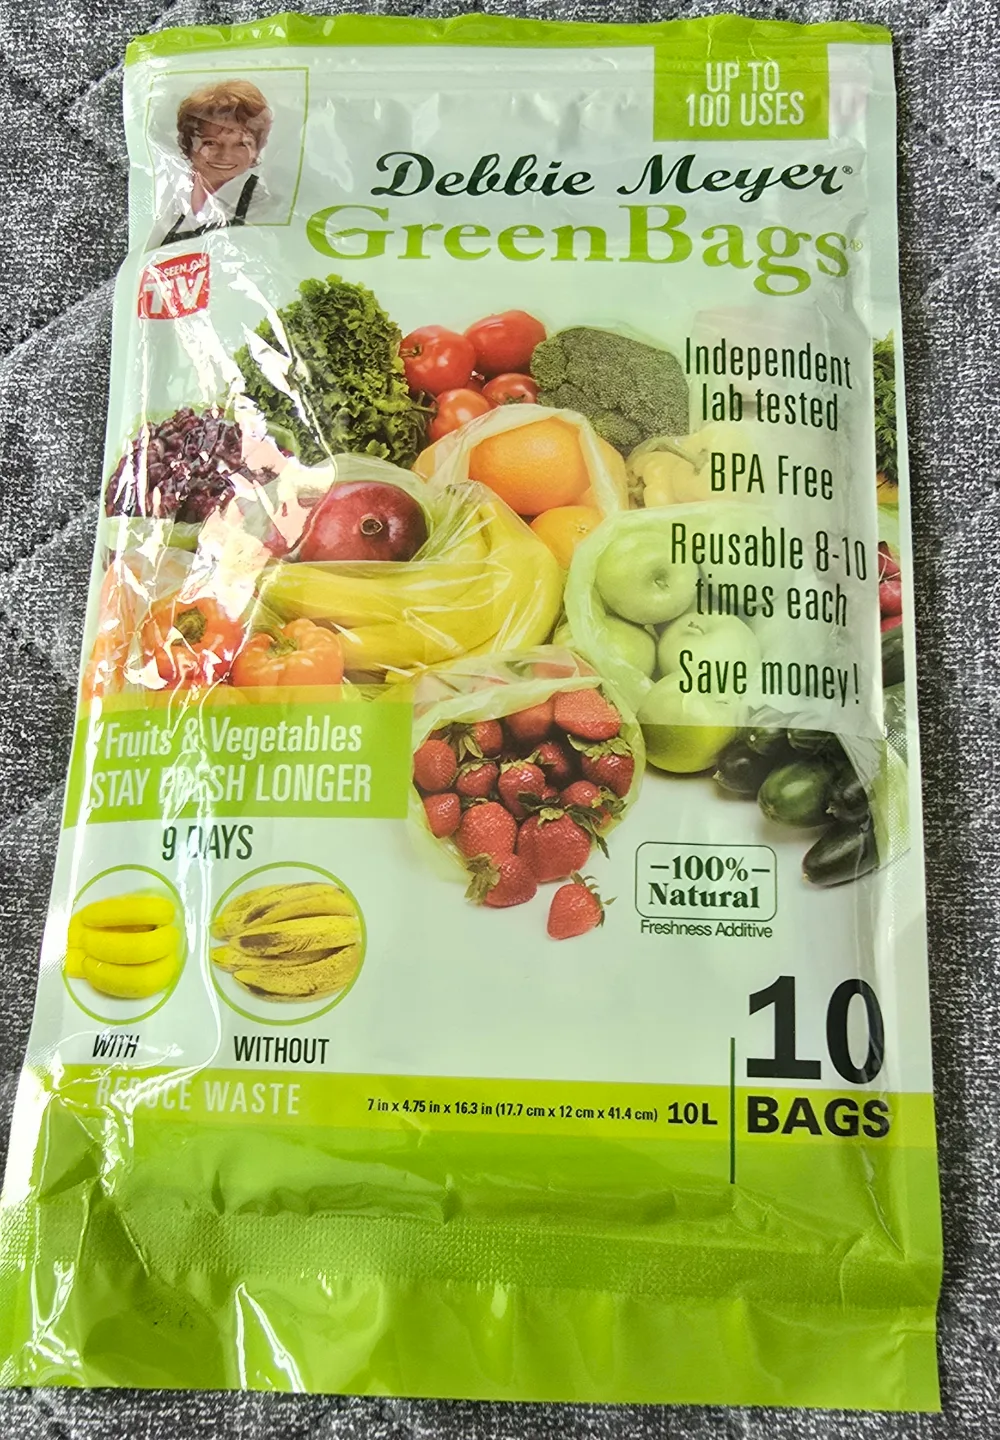 UP TO
100 USES
Debbie Meyer®
GreenBags®
AS SEEN ON
TV
Independent
lab tested
BPA Free
Reusable 8-10
times each
Save money!
Fruits & Vegetables
STAY FRESH LONGER
9 DAYS
WITH
WITHOUT
-100%-
Natural
Freshness Additive
10
BAGS
REDUCE WASTE
7 in x 4.75 in x 16.3 in (17.7 cm x 12 cm x 41.4 cm) 10L